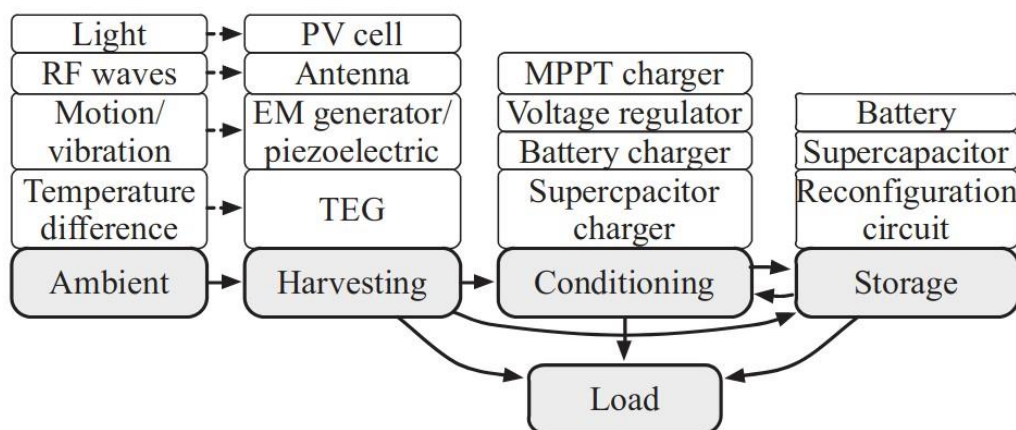 Light
PV cell
RF waves
Antenna
MPPT charger
Motion/
vibration
EM generator/
piezoelectric
Voltage regulator
Battery
Battery charger
Supercapacitor
Temperature
difference
TEG
Supercpacitor
charger
Reconfiguration
circuit
Ambient
Harvesting
Conditioning
Storage
Load